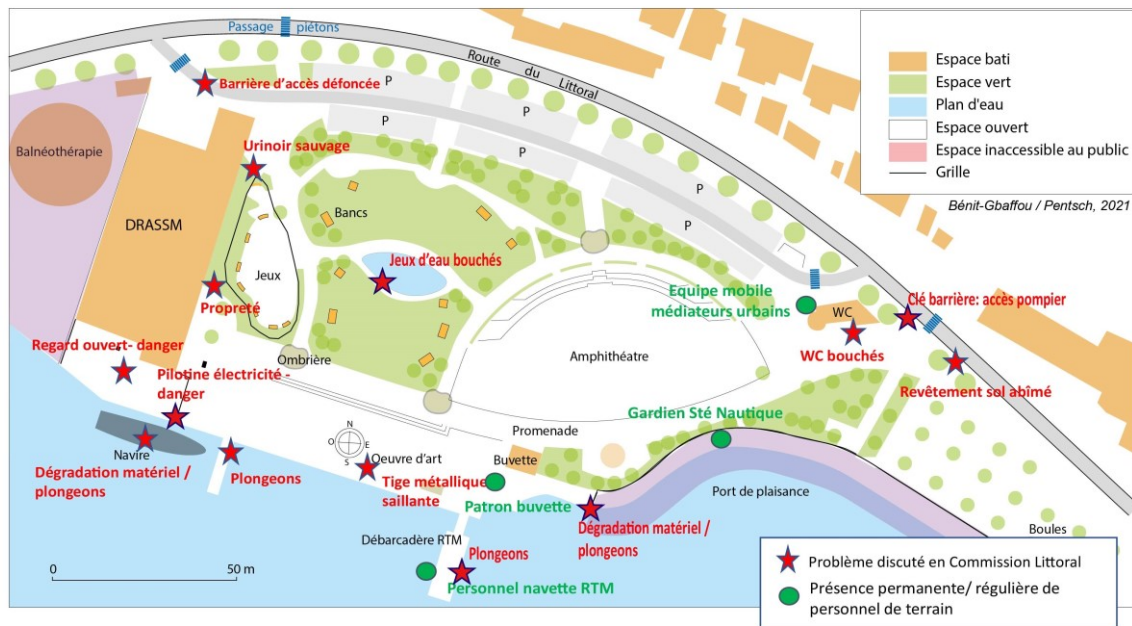 Passage piétons
Route du Littoral
Barrière d'accès défoncée
P
P
P
P
P
P
Balnéothérapie
Urinoir sauvage
Bancs
DRASSM
Jeux
Jeux d'eau bouchés
Propreté
Equipe mobile
médiateurs urbains
Clé barrière: accès pompier
WC
WC bouchés
Regard ouvert- danger
Ombrière
Amphithéatre
Revêtement sol abîmé
Pilotine électricité -
danger
Gardien Sté Nautique
Promenade
N
O
E
S
Navire
Oeuvre d'art
Buvette
Dégradation matériel /
plongeons
Plongeons
Tige métallique
saillante
Patron buvette
Port de plaisance
Dégradation matériel /
plongeons
Boules
Débarcadère RTM
Plongeons
Personnel navette RTM
0
50 m
Espace bati
Espace vert
Plan d'eau
Espace ouvert
Espace inaccessible au public
Grille
Bénit-Gbaffou / Pentsch, 2021
Problème discuté en Commission Littoral
Présence permanente/ régulière de
personnel de terrain